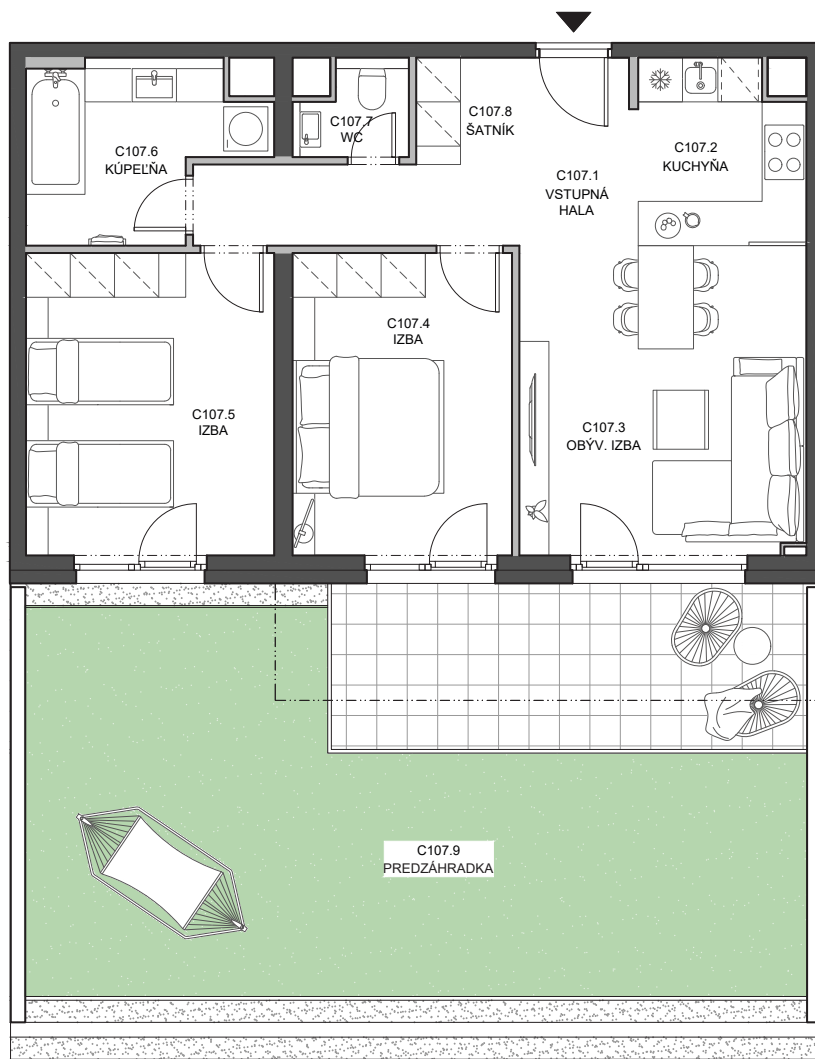 C107.6
KÚPEĽŇA
C107.7
WC
C107.8
ŠATNÍK
C107.1
VSTUPNÁ
HALA
C107.2
KUCHYŇA
C107.5
IZBA
C107.4
IZBA
C107.3
OBÝV. IZBA
C107.9
PREDZÁHRADKA